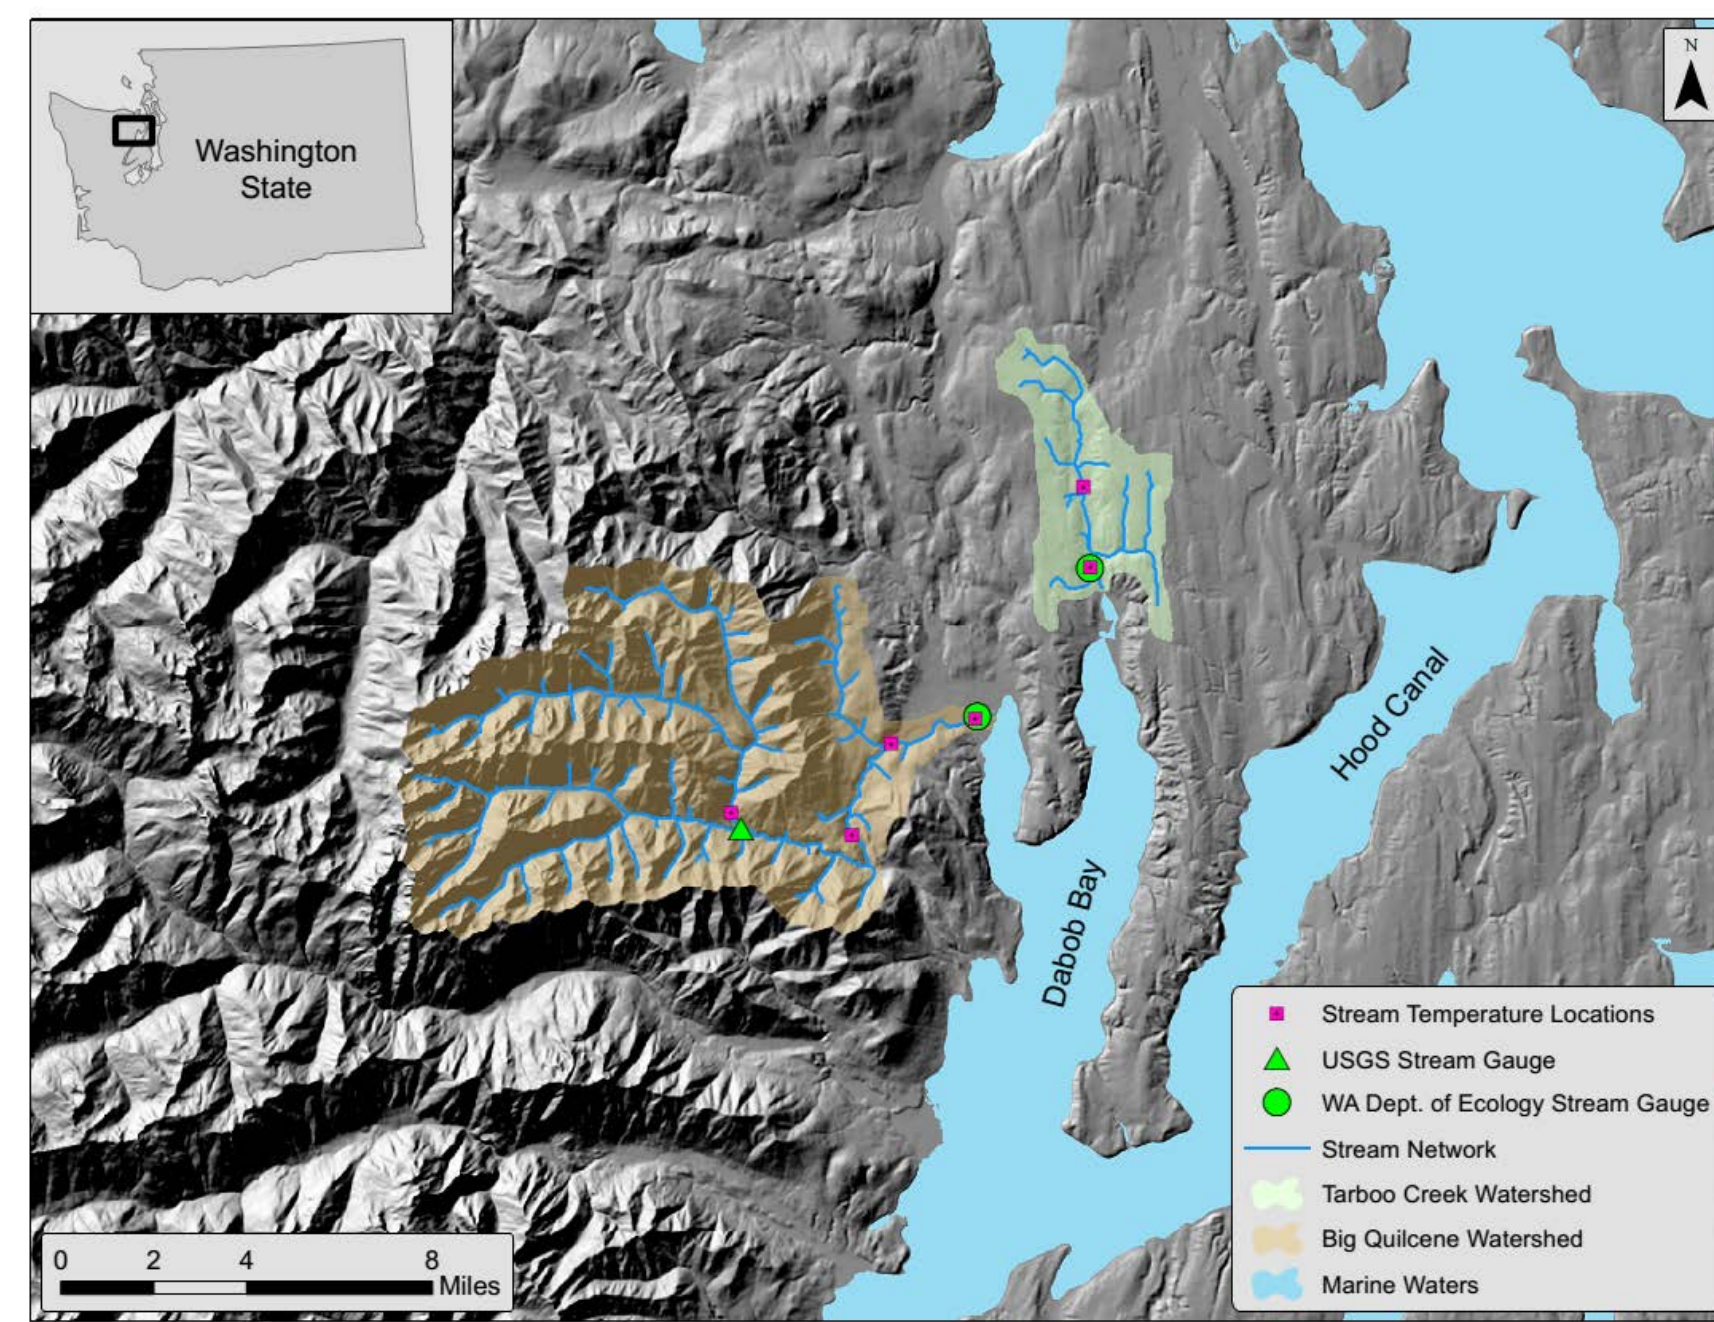 Washington
State
N
Hood Canal
Dabob Bay
Stream Temperature Locations
USGS Stream Gauge
WA Dept. of Ecology Stream Gauge
Stream Network
Tarboo Creek Watershed
Big Quilcene Watershed
Marine Waters
0 2 4 8
Miles